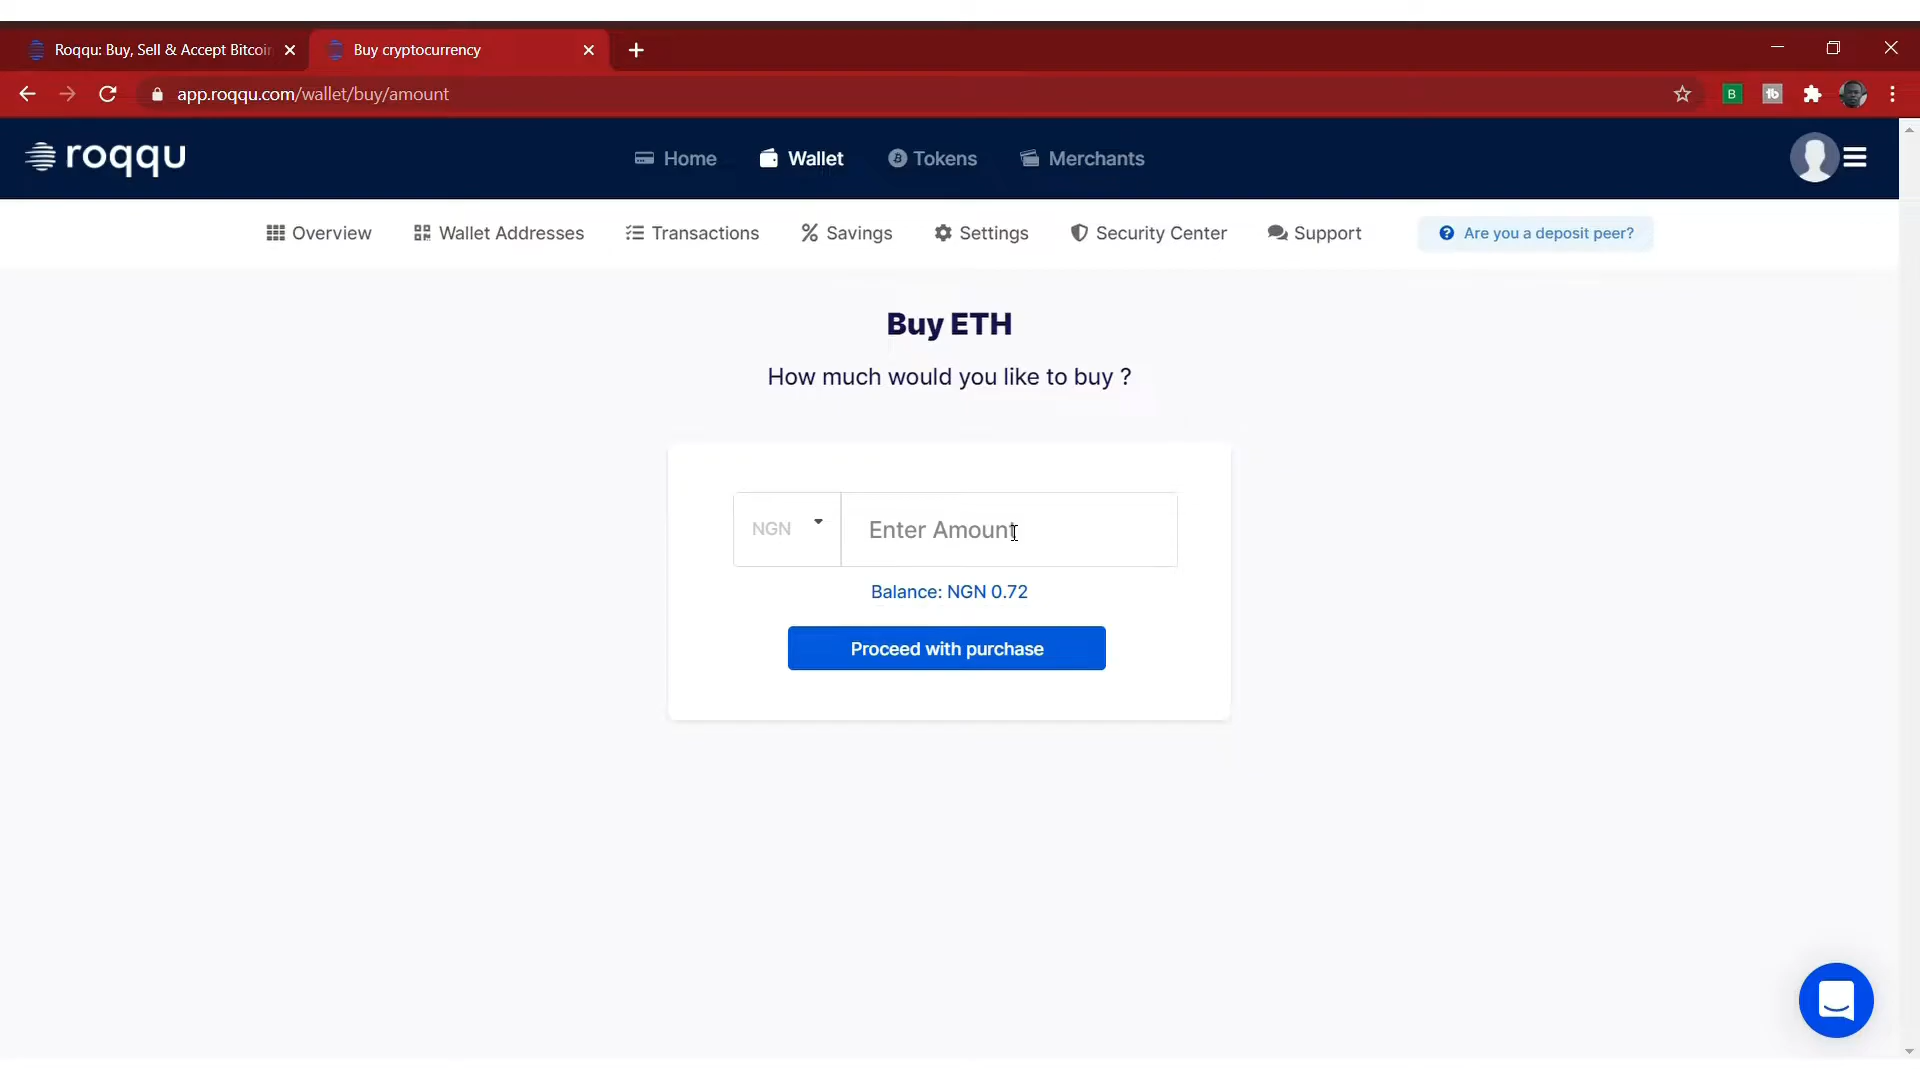 Roqqu: Buy, Sell & Accept Bitcoin
Buy cryptocurrency
app.roqqu.com/wallet/buy/amount
B
tb
roqqu
Home
Wallet
Tokens
Merchants
Overview
Wallet Addresses
Transactions
Savings
Settings
Security Center
Support
Are you a deposit peer?
Buy ETH
How much would you like to buy ?
NGN
Enter Amount
Balance: NGN 0.72
Proceed with purchase